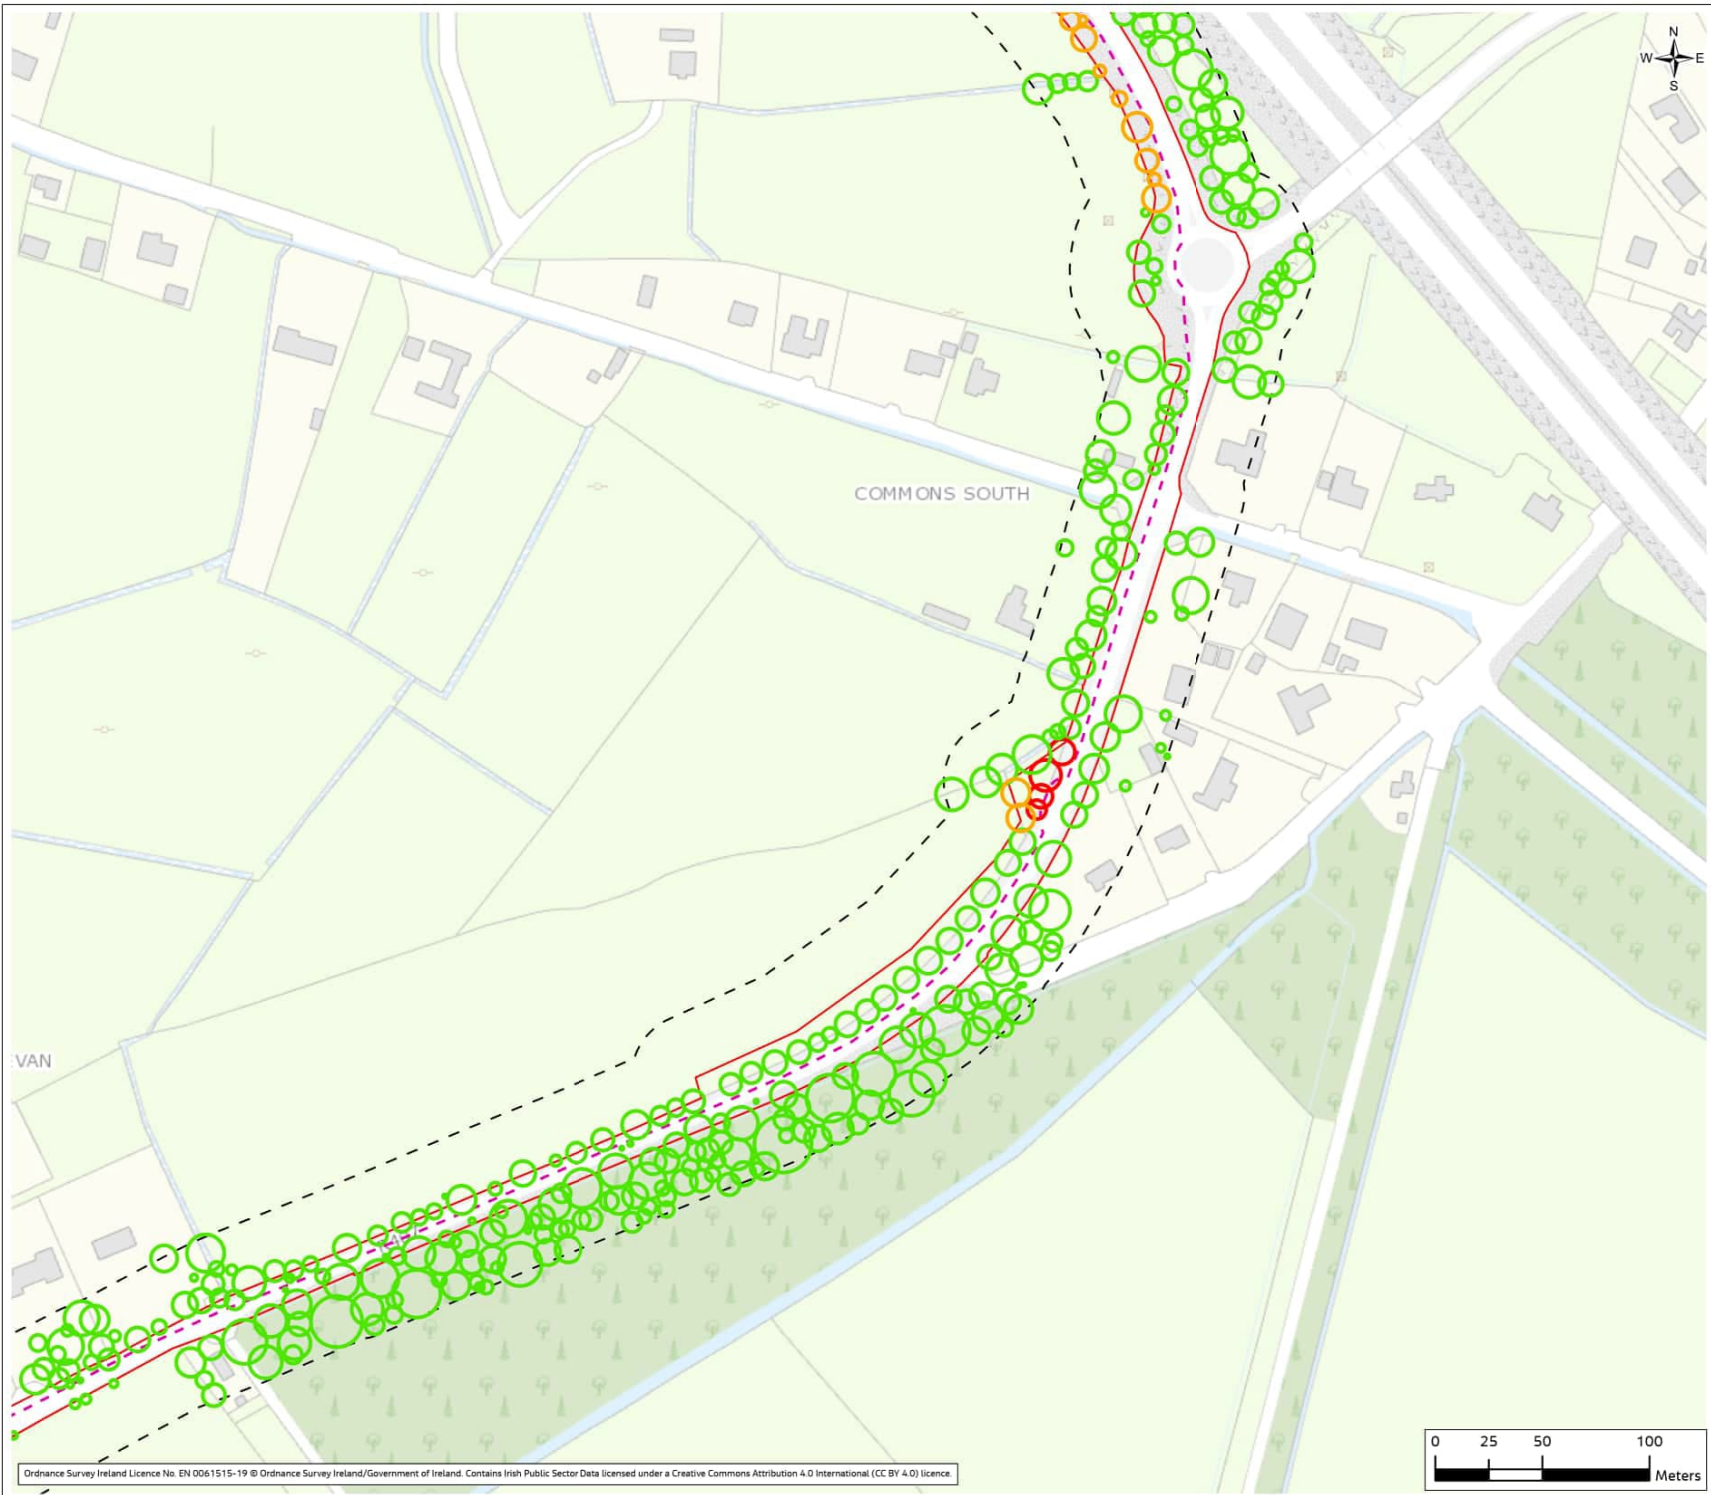 N
W E
S
COMMONS SOUTH
EVAN
0 25 50 100
Meters
Ordnance Survey Ireland Licence No. EN 0061515-19 © Ordnance Survey Ireland/Government of Ireland. Contains Irish Public Sector Data licensed under a Creative Commons Attribution 4.0 International (CC BY 4.0) licence.